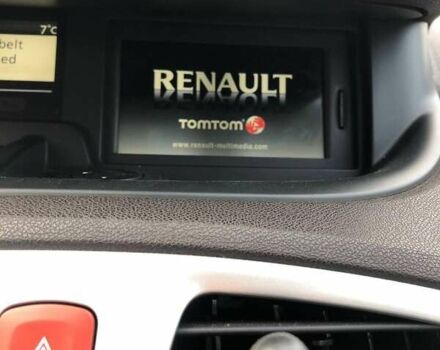 7°C
belt
ed
RENAULT
TOMTOM
www.renault-multimedia.com